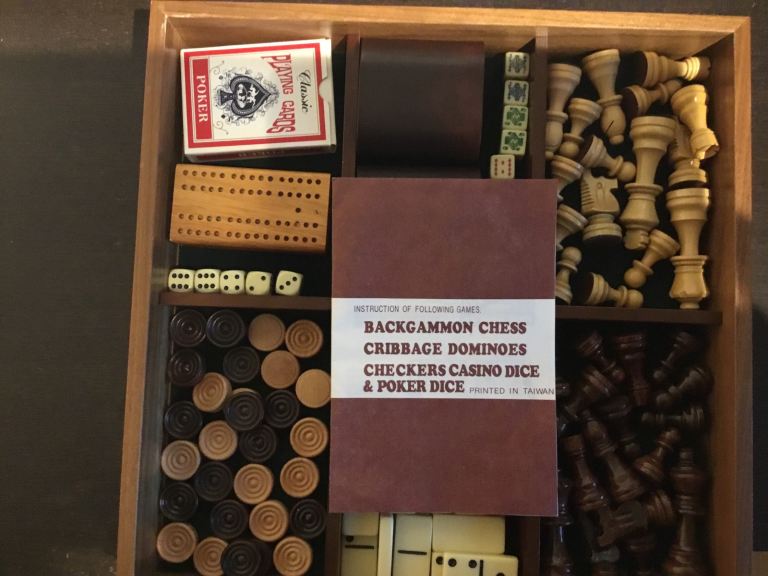 Classic
PLAYING CARDS
POKER
POKER
INSTRUCTION OF FOLLOWING GAMES:
BACKGAMMON CHESS
CRIBBAGE DOMINOES
CHECKERS CASINO DICE
& POKER DICE PRINTED IN TAIWAN